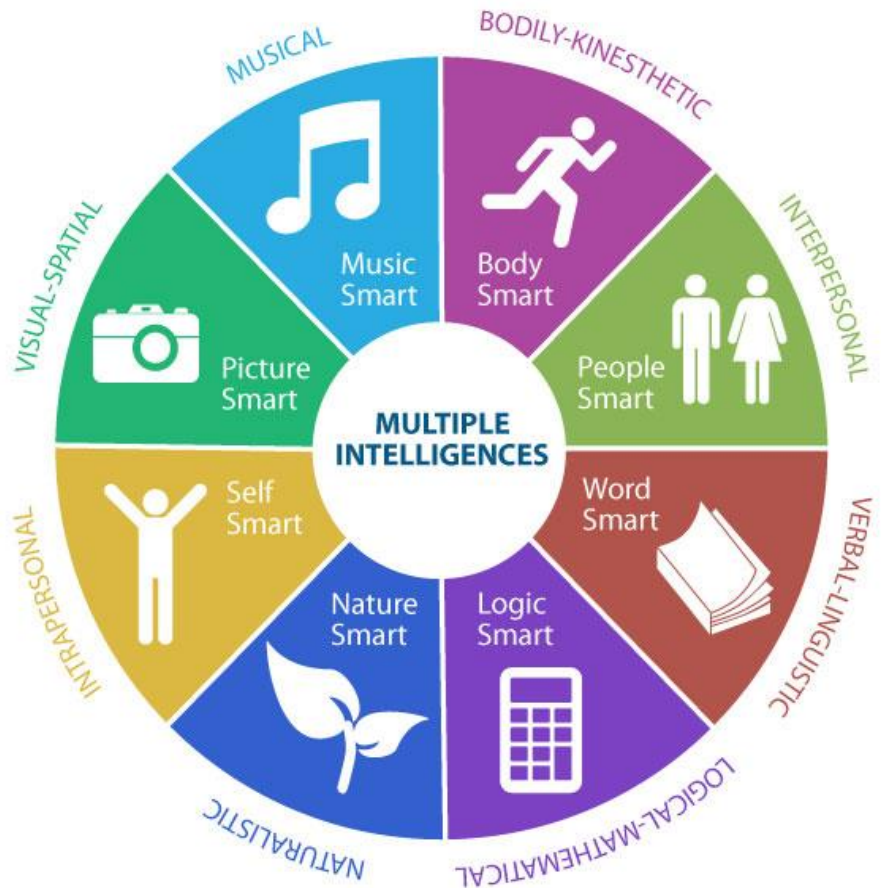 MUSICAL
BODILY-KINESTHETIC
INTERPERSONAL
VERBAL-LINGUISTIC
LOGICAL-MATHEMATICAL
NATURALISTIC
INTRAPERSONAL
VISUAL-SPATIAL
Music
Smart
Body
Smart
People
Smart
Word
Smart
Logic
Smart
Nature
Smart
Self
Smart
Picture
Smart
MULTIPLE
INTELLIGENCES